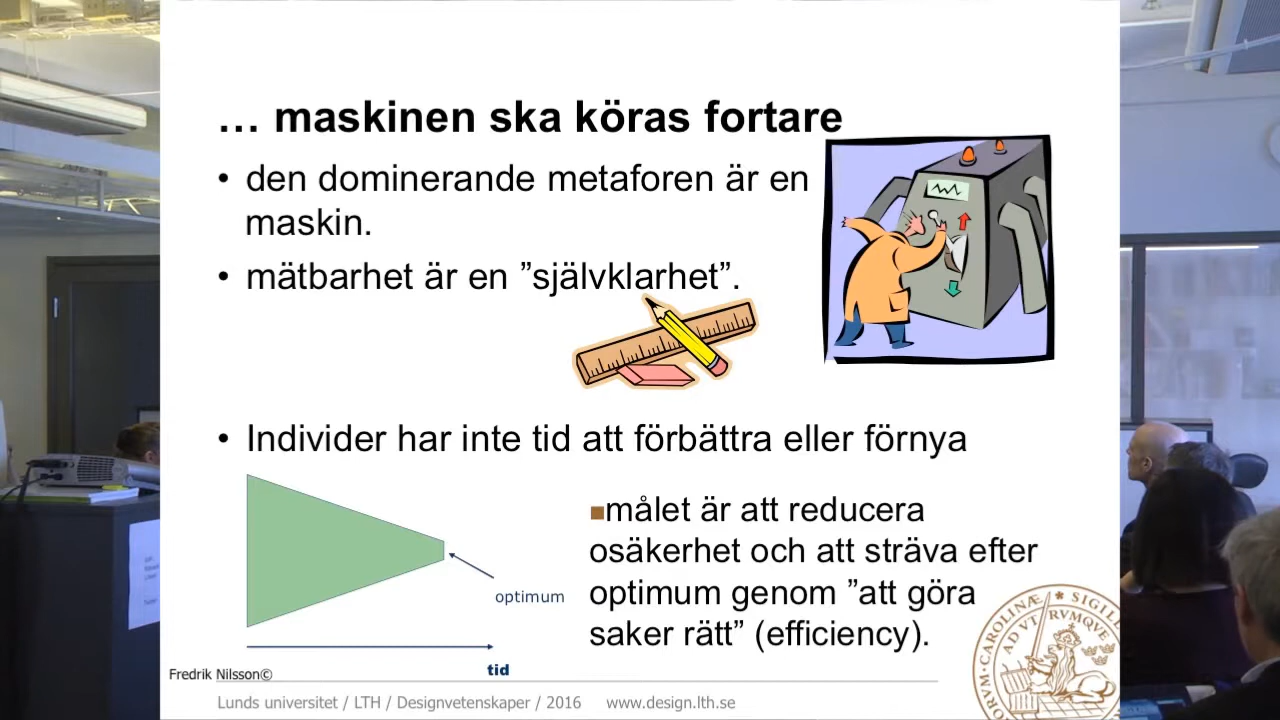 … maskinen ska köras fortare
• den dominerande metaforen är en
maskin.
• mätbarhet är en ”självklarhet”.
• Individer har inte tid att förbättra eller förnya
■målet är att reducera
osäkerhet och att sträva efter
optimum genom ”att göra
saker rätt” (efficiency).
optimum
tid
Fredrik Nilsson©
Lunds universitet / LTH / Designvetenskaper / 2016 www.design.lth.se